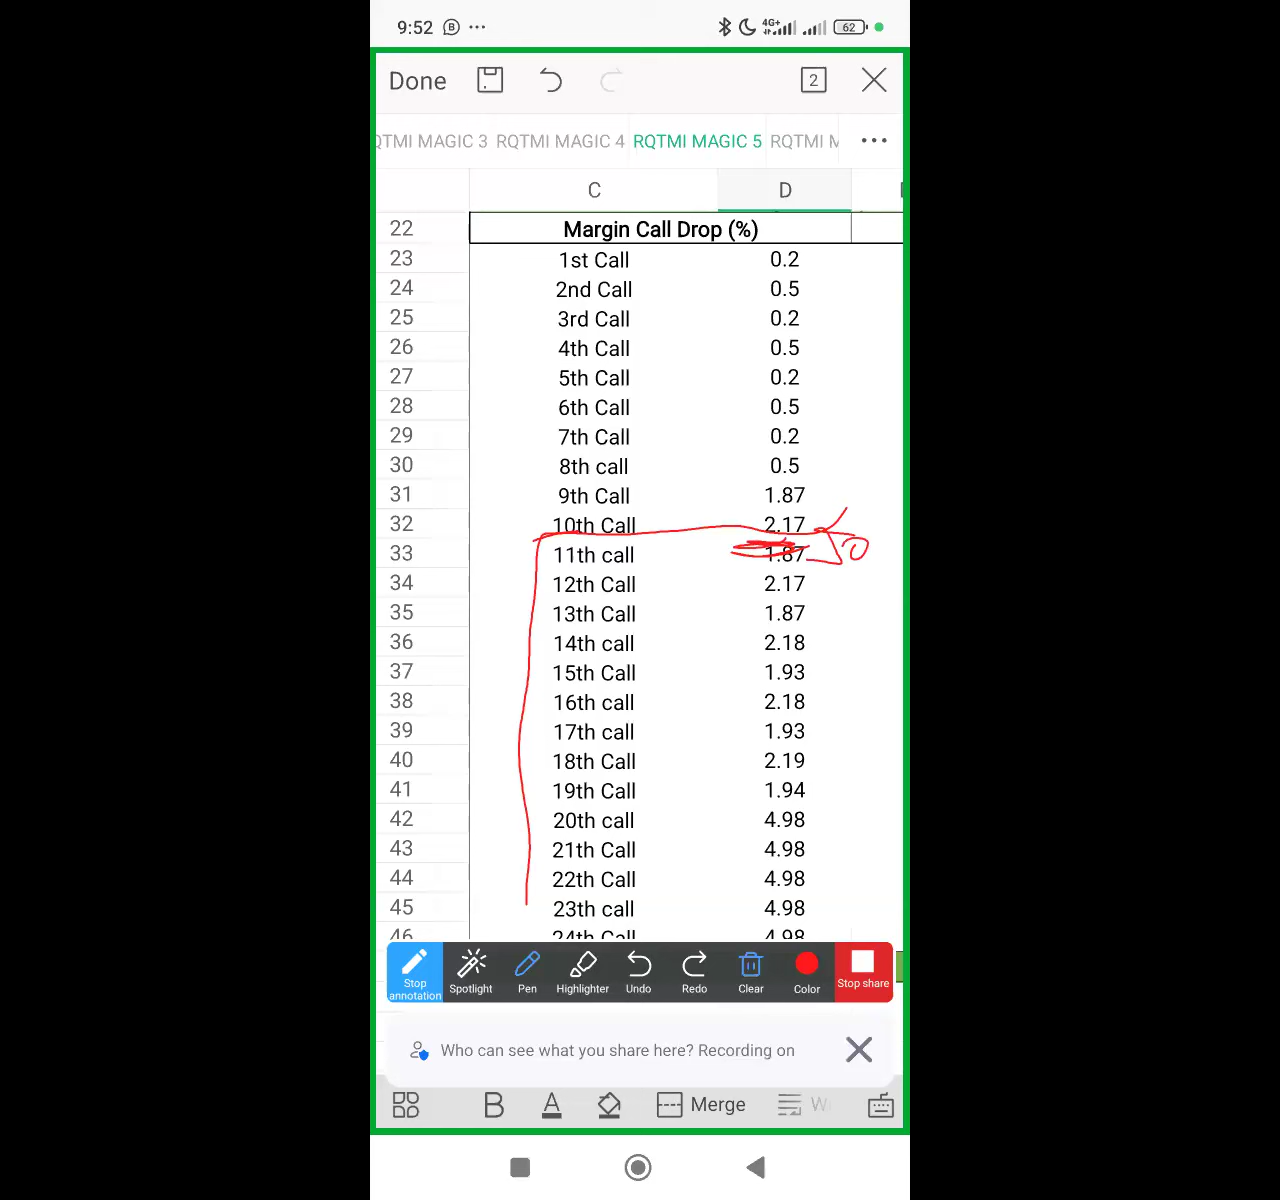 9:52 B ... 4G+ 62
Done 2
QTMI MAGIC 3 RQTMI MAGIC 4 RQTMI MAGIC 5 RQTMI M
C D
22 Margin Call Drop (%)
23 1st Call 0.2
24 2nd Call 0.5
25 3rd Call 0.2
26 4th Call 0.5
27 5th Call 0.2
28 6th Call 0.5
29 7th Call 0.2
30 8th call 0.5
31 9th Call 1.87
32 10th Call 2.17
33 11th call 1.87
34 12th Call 2.17
35 13th Call 1.87
36 14th call 2.18
37 15th Call 1.93
38 16th call 2.18
39 17th call 1.93
40 18th Call 2.19
41 19th Call 1.94
42 20th call 4.98
43 21th Call 4.98
44 22th Call 4.98
45 23th call 4.98
46 24th Call 4.98
Stop annotation Spotlight Pen Highlighter Undo Redo Clear Color Stop share
Who can see what you share here? Recording on
B A Merge W